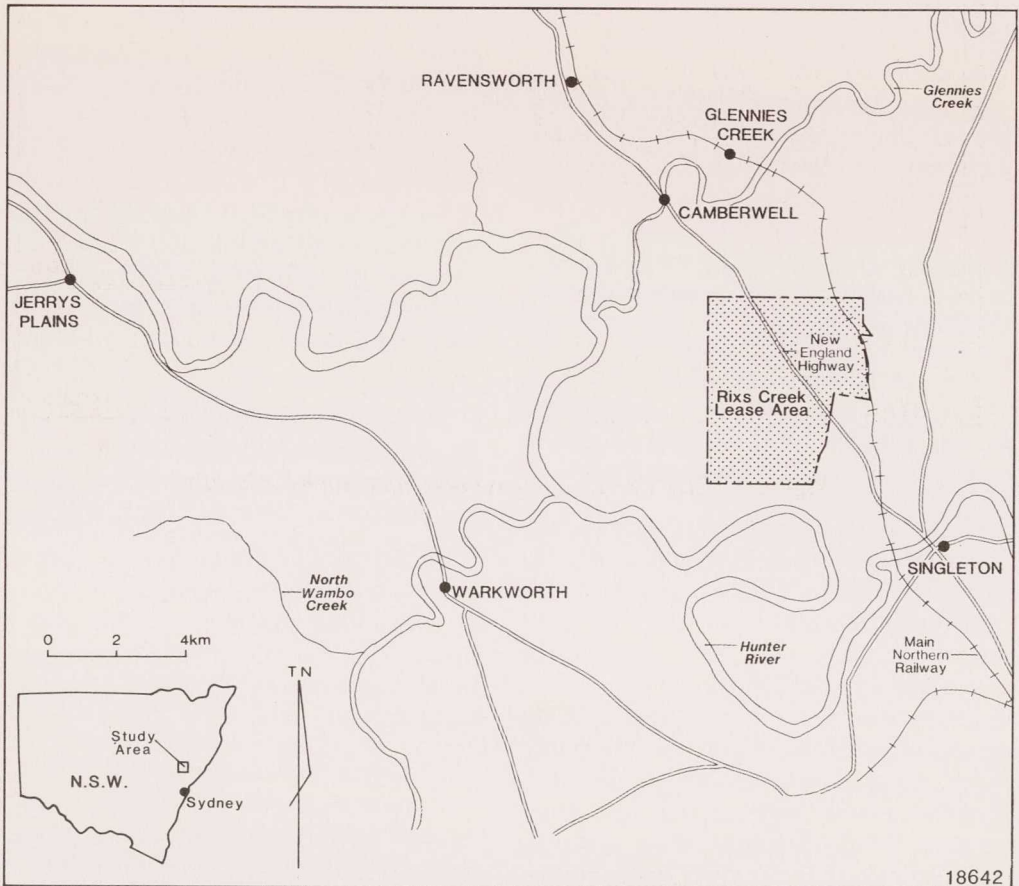 RAVENSWORTH
Glennies
Creek
GLENNIES
CREEK
CAMBERWELL
JERRYS
PLAINS
New
England
Highway
Rixs Creek
Lease Area
North
Wambo
Creek
WARKWORTH
SINGLETON
Hunter
River
Main
Northern
Railway
0 2 4km
TN
Study
Area
N.S.W.
Sydney
18642